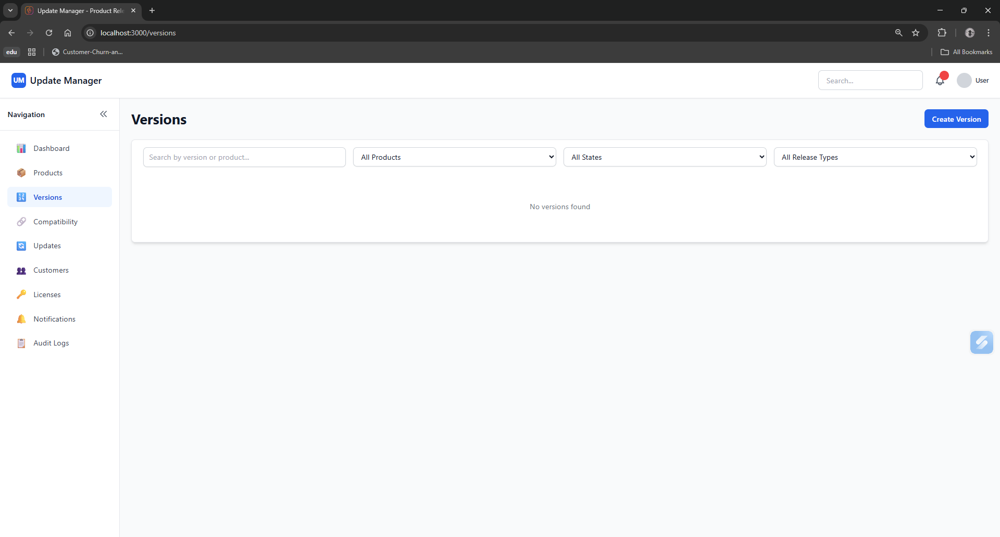 Update Manager - Product Rele
localhost:3000/versions
edu
Customer-Churn-an...
All Bookmarks
UM Update Manager
Search...
User
Navigation
Versions
Create Version
Dashboard
Products
Versions
Compatibility
Updates
Customers
Licenses
Notifications
Audit Logs
Search by version or product...
All Products
All States
All Release Types
No versions found